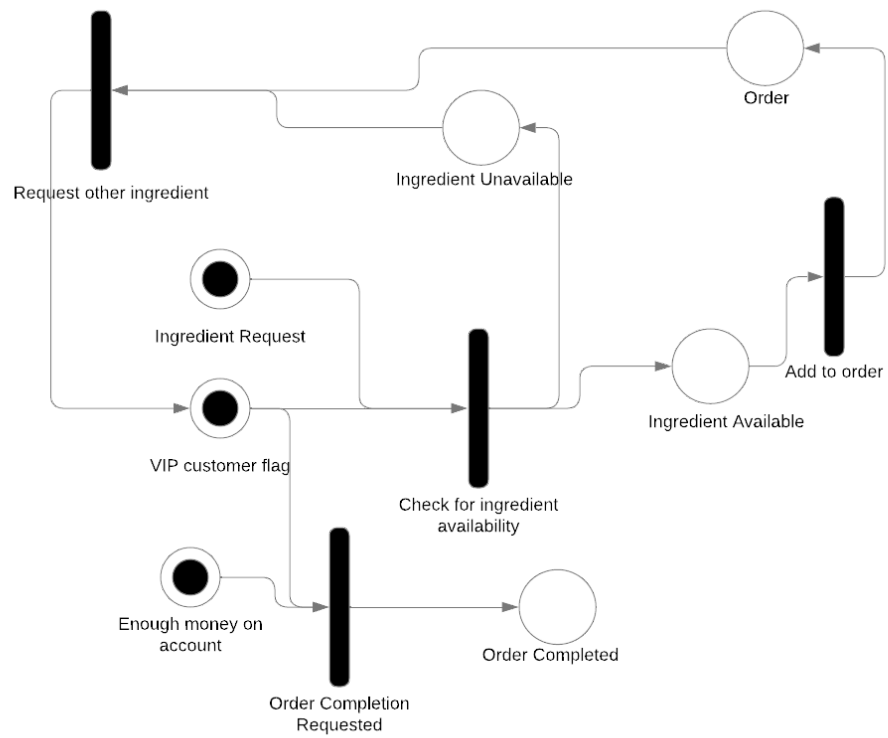 Order
Ingredient Unavailable
Request other ingredient
Ingredient Request
Add to order
Ingredient Available
VIP customer flag
Check for ingredient
availability
Enough money on
account
Order Completed
Order Completion
Requested